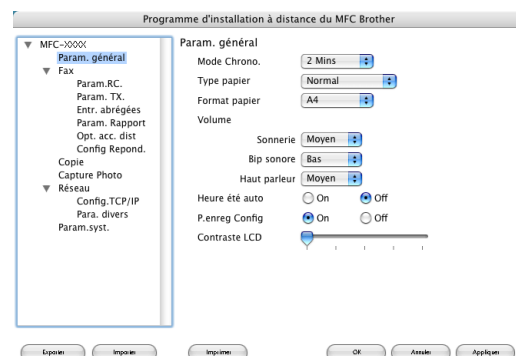 Programme d'installation à distance du MFC Brother
MFC-XXXX
Param. général
Fax
Param.RC.
Param. TX.
Entr. abrégées
Param. Rapport
Opt. acc. dist
Config Repond.
Copie
Capture Photo
Réseau
Config.TCP/IP
Para. divers
Param.syst.
Param. général
Mode Chrono. 2 Mins
Type papier Normal
Format papier A4
Volume
Sonnerie Moyen
Bip sonore Bas
Haut parleur Moyen
Heure été auto On Off
P.enreg Config On Off
Contraste LCD
Exporter Importer Imprimer OK Annuler Appliquer